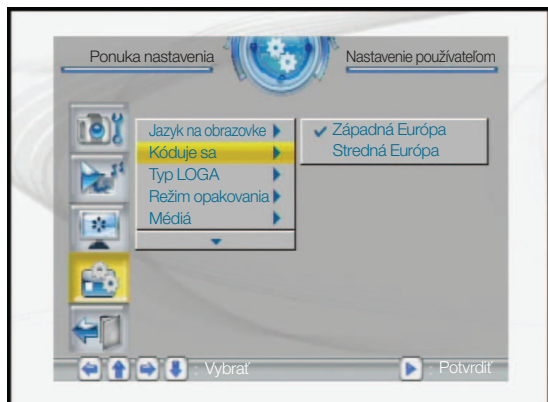 Ponuka nastavenia
Nastavenie používateľom
Jazyk na obrazovke
Kóduje sa
Typ LOGA
Režim opakovania
Médiá
Západná Európa
Stredná Európa
: Vybrať
: Potvrdiť